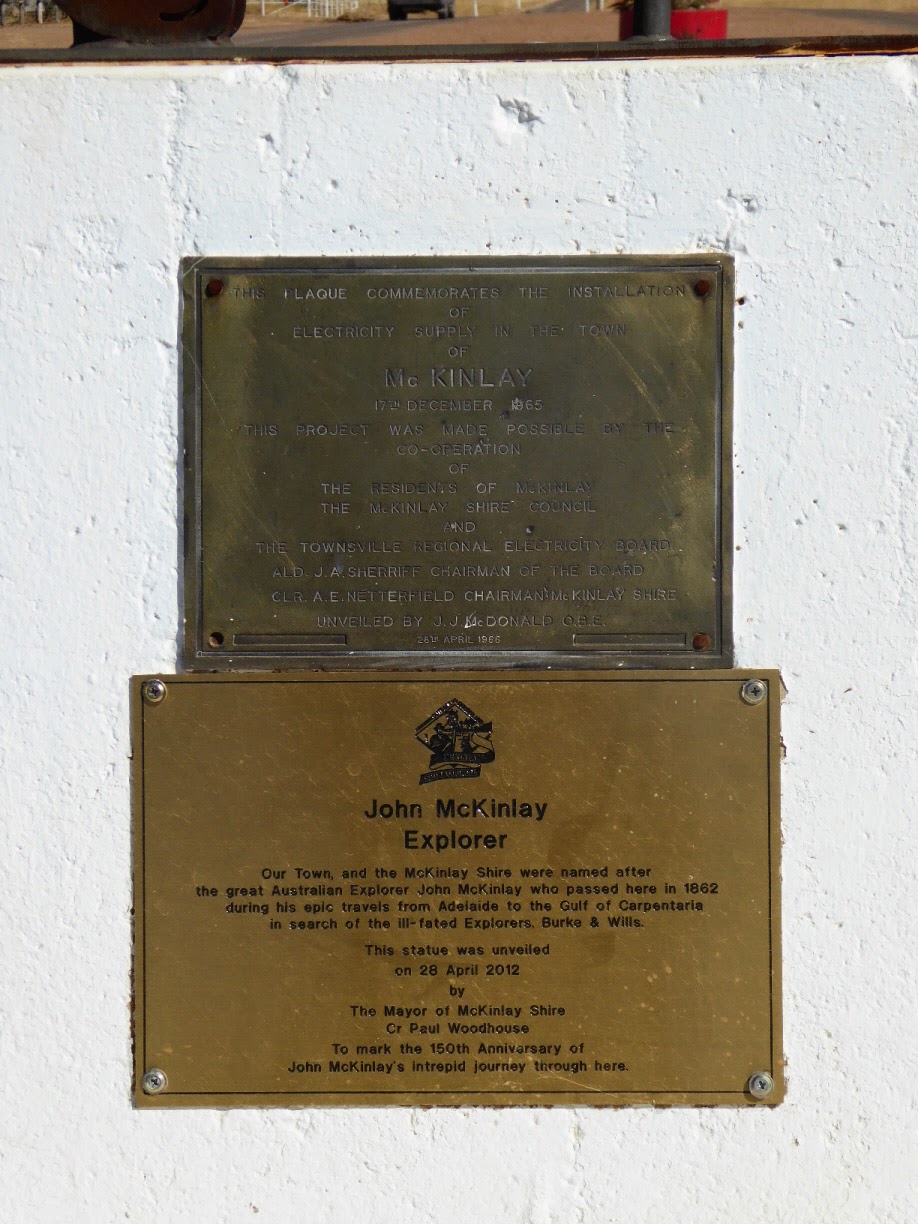 THIS PLAQUE COMMEMORATES THE INSTALLATION
OF
ELECTRICITY SUPPLY IN THE TOWN
OF
Mc KINLAY
17TH DECEMBER 1965
THIS PROJECT WAS MADE POSSIBLE BY THE
CO-OPERATION
OF
THE RESIDENTS OF McKINLAY
THE McKINLAY SHIRE COUNCIL
AND
THE TOWNSVILLE REGIONAL ELECTRICITY BOARD
ALD. J.A. SHERRIFF CHAIRMAN OF THE BOARD
CLR. A.E. NETTERFIELD CHAIRMAN McKINLAY SHIRE
UNVEILED BY J.J. McDONALD O.B.E.
28TH APRIL 1966
John McKinlay
Explorer
Our Town, and the McKinlay Shire were named after
the great Australian Explorer John McKinlay who passed here in 1862
during his epic travels from Adelaide to the Gulf of Carpentaria
in search of the ill-fated Explorers, Burke & Wills.
This statue was unveiled
on 28 April 2012
by
The Mayor of McKinlay Shire
Cr Paul Woodhouse
To mark the 150th Anniversary of
John McKinlay's intrepid journey through here.